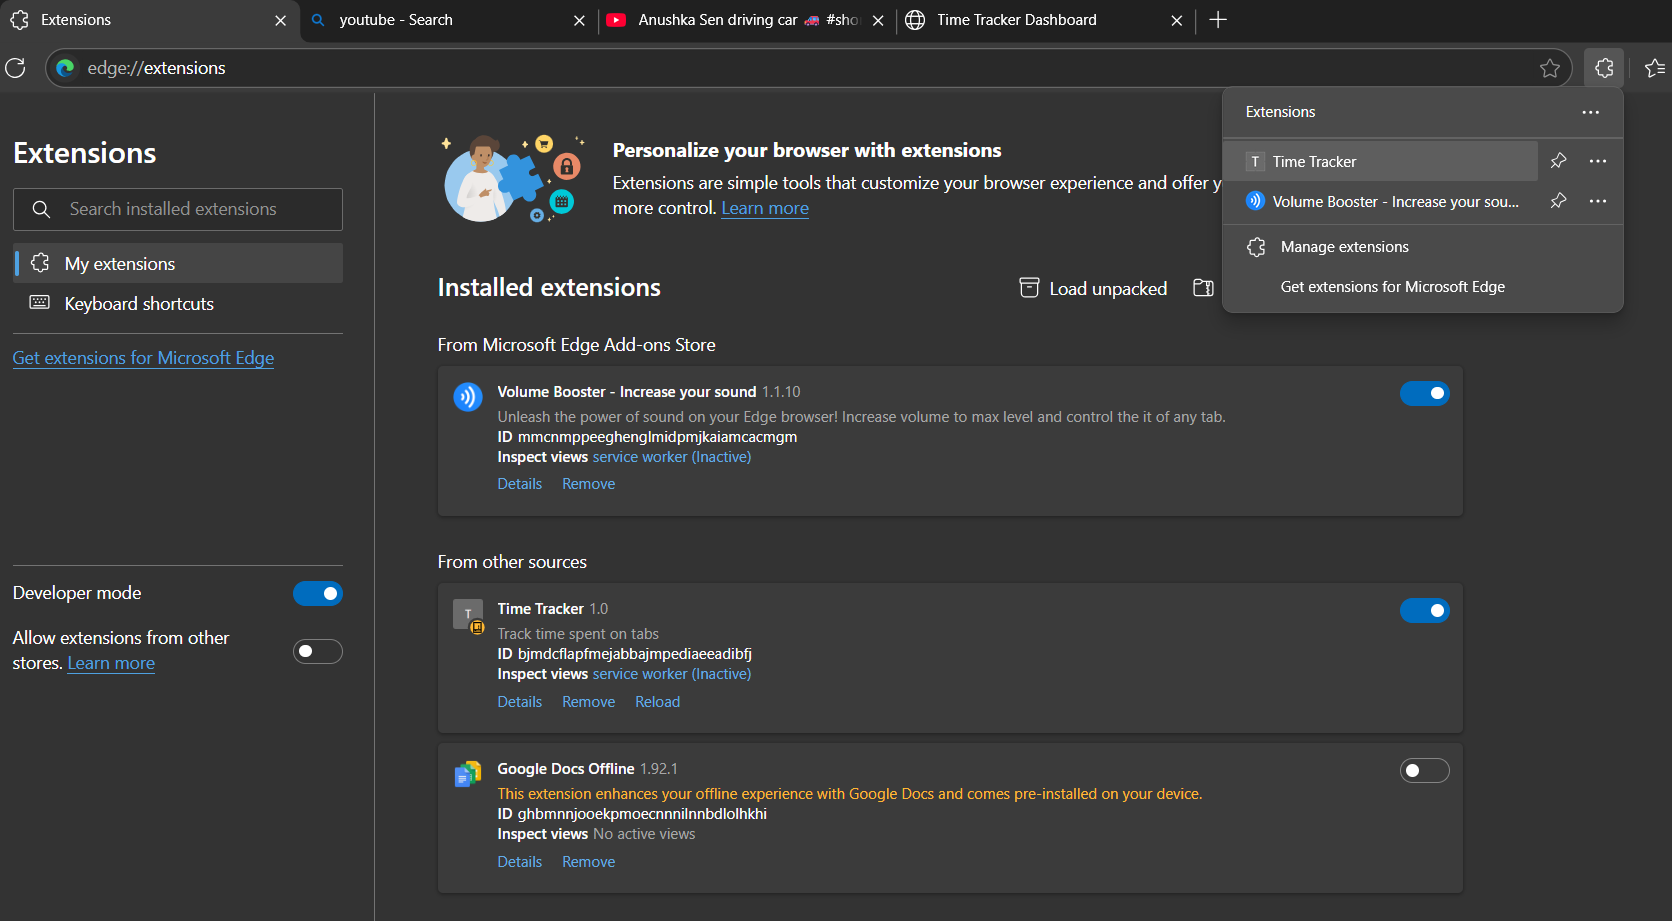 Extensions
youtube - Search
Anushka Sen driving car 🚗 #sho
Time Tracker Dashboard
edge://extensions
Extensions
Search installed extensions
My extensions
Keyboard shortcuts
Get extensions for Microsoft Edge
Developer mode
Allow extensions from other
stores. Learn more
Personalize your browser with extensions
Extensions are simple tools that customize your browser experience and offer y
more control. Learn more
Installed extensions
Load unpacked
From Microsoft Edge Add-ons Store
Volume Booster - Increase your sound 1.1.10
Unleash the power of sound on your Edge browser! Increase volume to max level and control the it of any tab.
ID mmcnmppeeghenglmidpmjkaiamcacmgm
Inspect views service worker (Inactive)
Details Remove
From other sources
T
Time Tracker 1.0
Track time spent on tabs
ID bjmdcflapfmejabbajmpediaeeadibfj
Inspect views service worker (Inactive)
Details Remove Reload
Google Docs Offline 1.92.1
This extension enhances your offline experience with Google Docs and comes pre-installed on your device.
ID ghbmnnjooekpmoecnnnilnnbdlolhkhi
Inspect views No active views
Details Remove
Extensions
T Time Tracker
Volume Booster - Increase your sou...
Manage extensions
Get extensions for Microsoft Edge